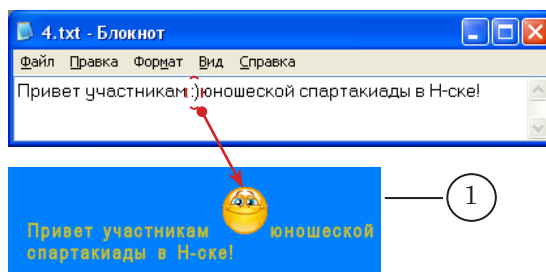 4.txt - Блокнот
Файл Правка Формат Вид Справка
Привет участникам :)юношеской спартакиады в Н-ске!
1
Привет участникам юношеской
спартакиады в Н-ске!